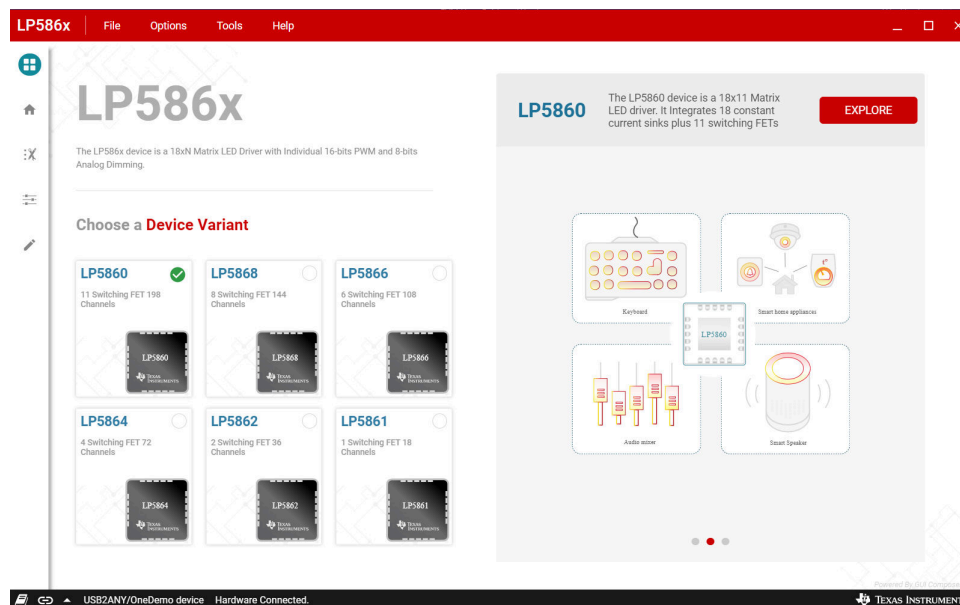 LP586x File Options Tools Help
LP586x
The LP586x device is a 18xN Matrix LED Driver with Individual 16-bits PWM and 8-bits
Analog Dimming.
Choose a Device Variant
LP5860
11 Switching FET 198
Channels
LP5860
TEXAS
INSTRUMENTS
LP5868
8 Switching FET 144
Channels
LP5868
TEXAS
INSTRUMENTS
LP5866
6 Switching FET 108
Channels
LP5866
TEXAS
INSTRUMENTS
LP5864
4 Switching FET 72
Channels
LP5864
TEXAS
INSTRUMENTS
LP5862
2 Switching FET 36
Channels
LP5862
TEXAS
INSTRUMENTS
LP5861
1 Switching FET 18
Channels
LP5861
TEXAS
INSTRUMENTS
LP5860
The LP5860 device is a 18x11 Matrix
LED driver. It Integrates 18 constant
current sinks plus 11 switching FETs
EXPLORE
Keyboard
Smart home appliances
LP5860
Audio mixer
Smart Speaker
Powered By GUI Compose
USB2ANY/OneDemo device Hardware Connected.
TEXAS INSTRUMENT